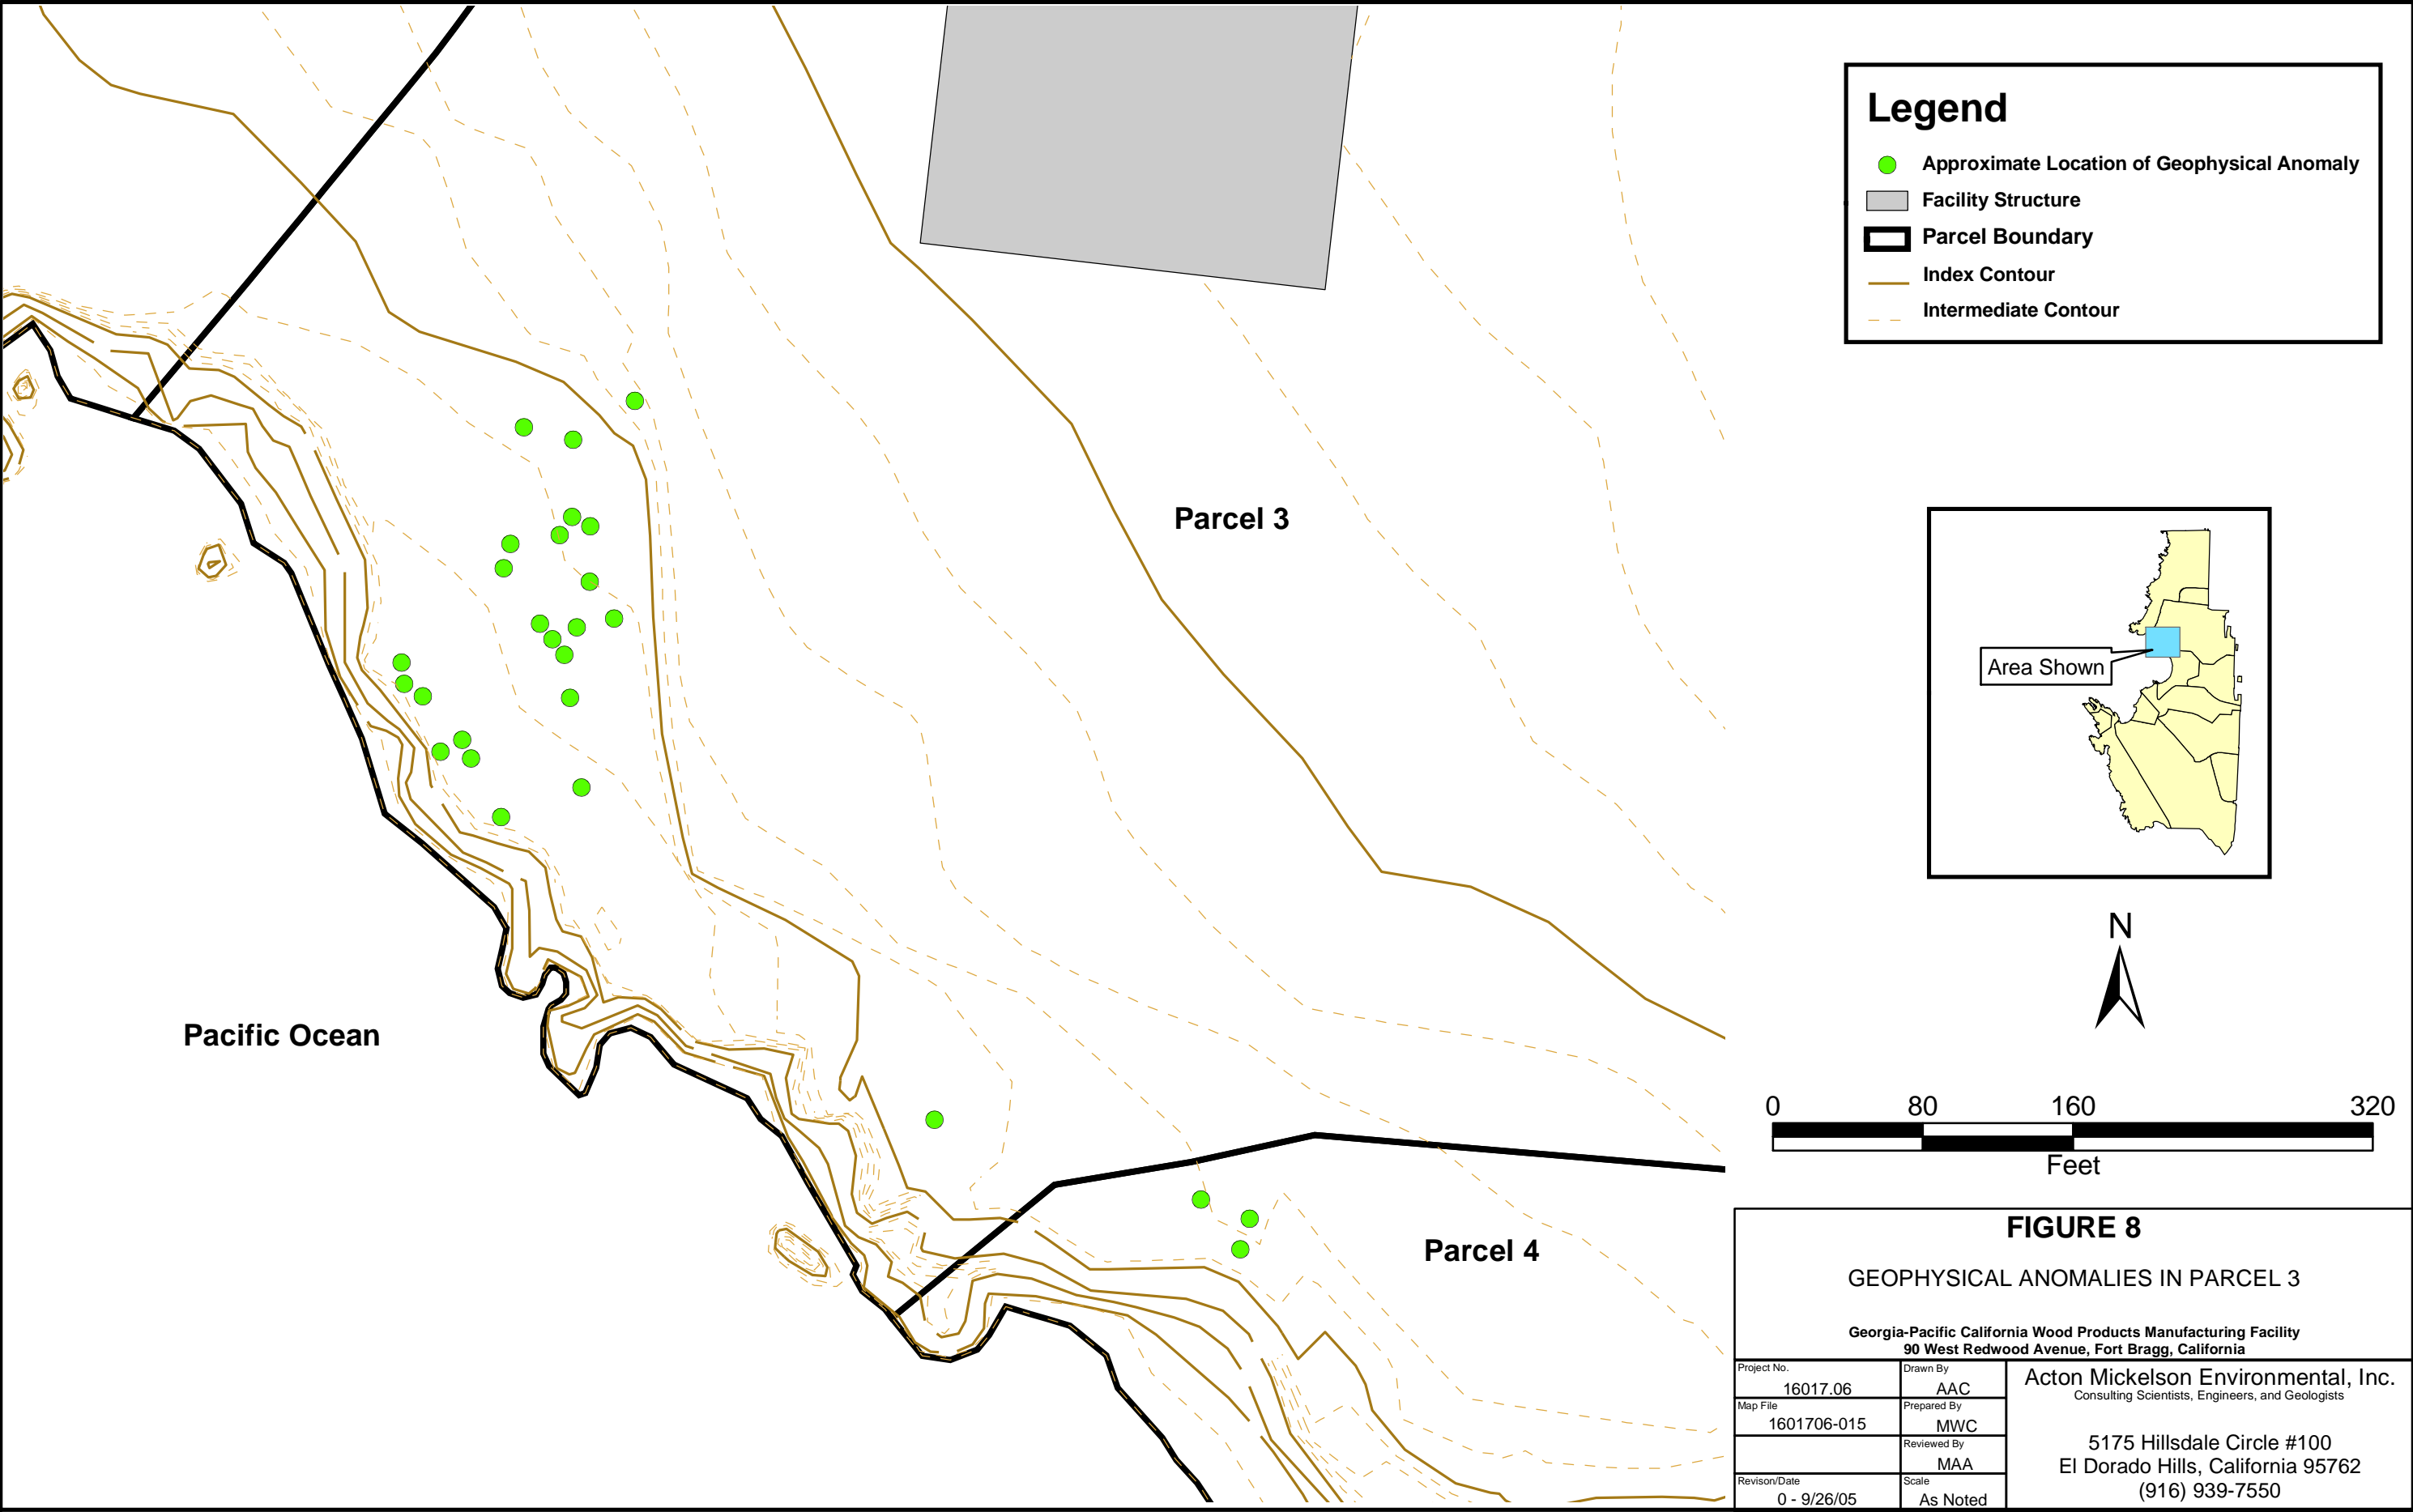 Legend
Approximate Location of Geophysical Anomaly
Facility Structure
Parcel Boundary
Index Contour
Intermediate Contour
Parcel 3
Area Shown
N
Pacific Ocean
0 80 160 320
Feet
Parcel 4
FIGURE 8
GEOPHYSICAL ANOMALIES IN PARCEL 3
Georgia-Pacific California Wood Products Manufacturing Facility
90 West Redwood Avenue, Fort Bragg, California
Project No.
16017.06
Drawn By
AAC
Map File
1601706-015
Prepared By
MWC
Reviewed By
MAA
Revison/Date
0 - 9/26/05
Scale
As Noted
Acton Mickelson Environmental, Inc.
Consulting Scientists, Engineers, and Geologists
5175 Hillsdale Circle #100
El Dorado Hills, California 95762
(916) 939-7550